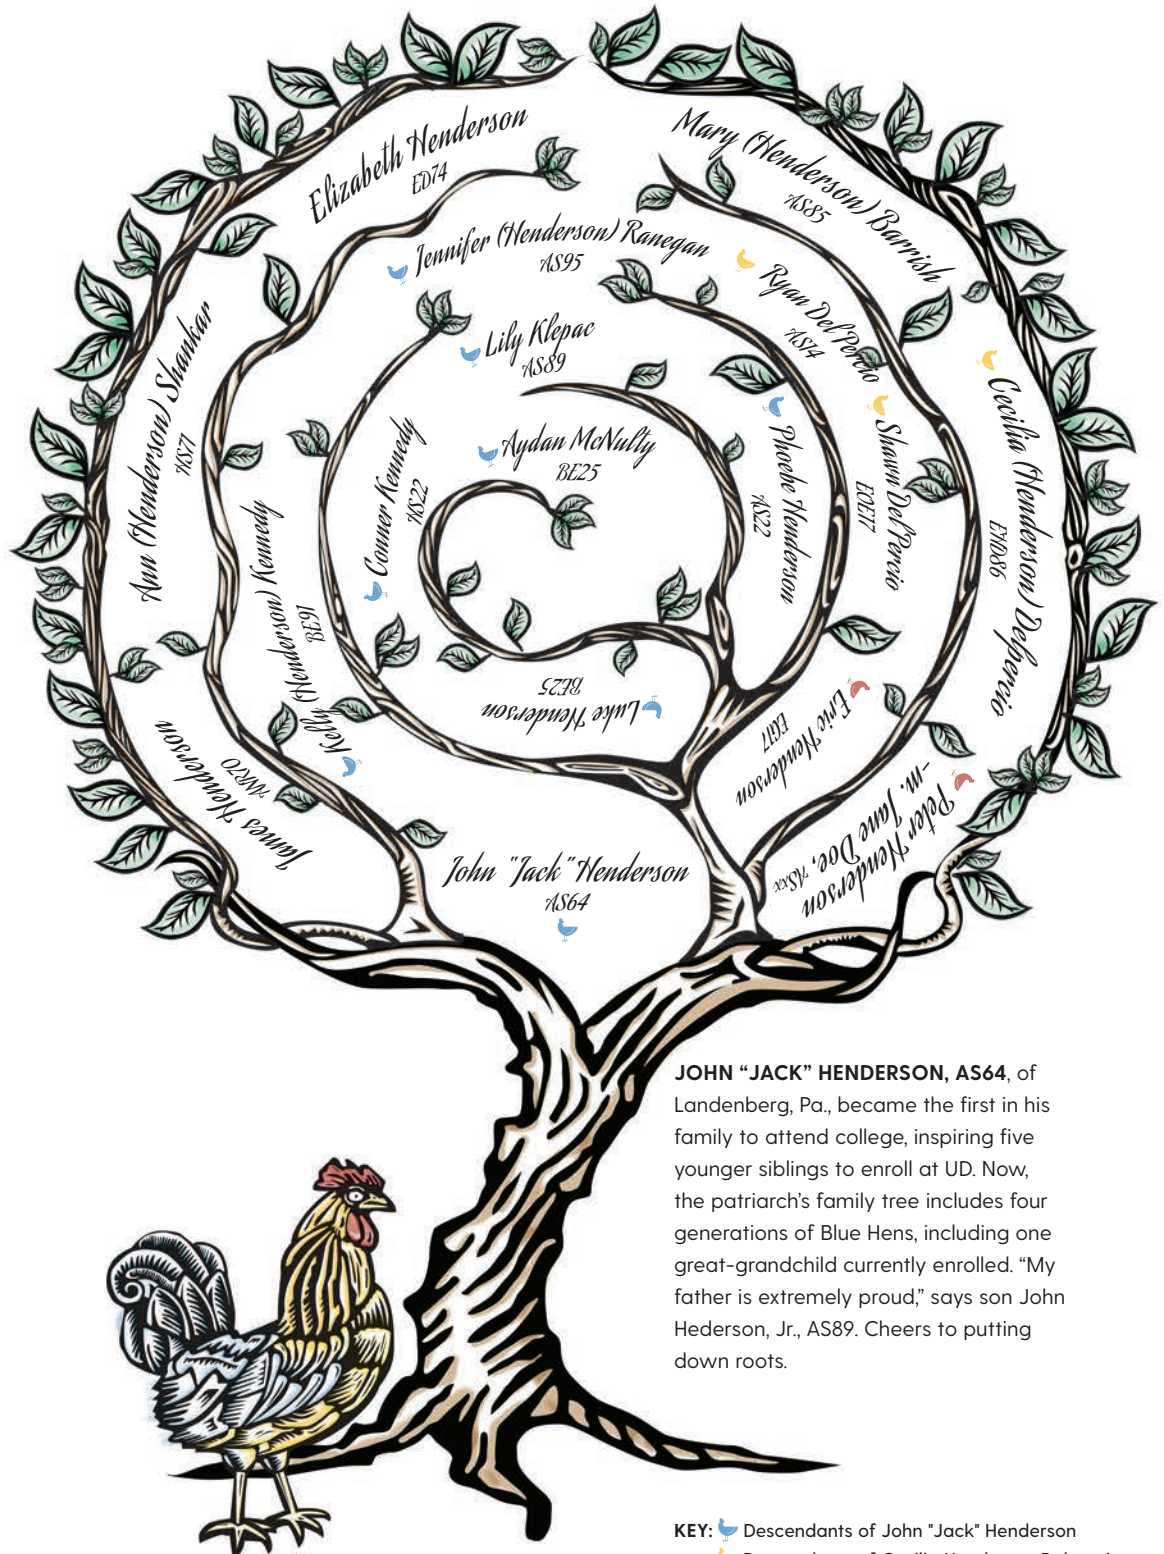 Elizabeth Henderson
ED74
Mary (Henderson) Barrish
AS85
Jennifer (Henderson) Ranegan
AS95
Ryan DelPercio
AS14
Lily Klepac
AS89
Ann (Henderson) Shankar
AS71
Cecilia (Henderson) Delpercio
EHD86
Aydan McNulty
BE25
Conner Kennedy
AS22
Phoebe Henderson
AS22
Shawn DelPercio
EOE17
Kelly (Henderson) Kennedy
BE91
Luke Henderson
BE25
Eric Henderson
EG17
James Henderson
ANR70
Peter Henderson
-m. Jane Doe, ASxx
John "Jack" Henderson
AS64
JOHN “JACK” HENDERSON, AS64, of
Landenberg, Pa., became the first in his
family to attend college, inspiring five
younger siblings to enroll at UD. Now,
the patriarch’s family tree includes four
generations of Blue Hens, including one
great-grandchild currently enrolled. “My
father is extremely proud,” says son John
Hederson, Jr., AS89. Cheers to putting
down roots.
KEY: Descendants of John "Jack" Henderson